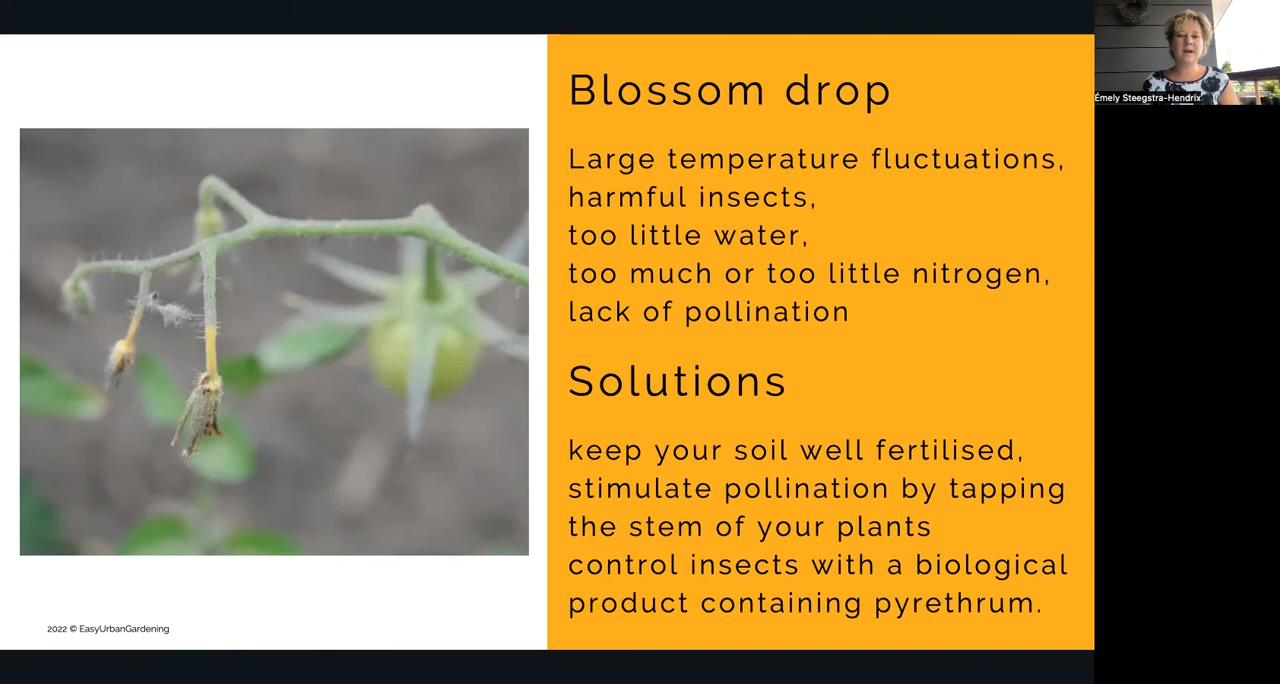 Blossom drop
Large temperature fluctuations,
harmful insects,
too little water,
too much or too little nitrogen,
lack of pollination
Solutions
keep your soil well fertilised,
stimulate pollination by tapping
the stem of your plants
control insects with a biological
product containing pyrethrum.
2022 © EasyUrbanGardening
Émely Steegstra-Hendrix